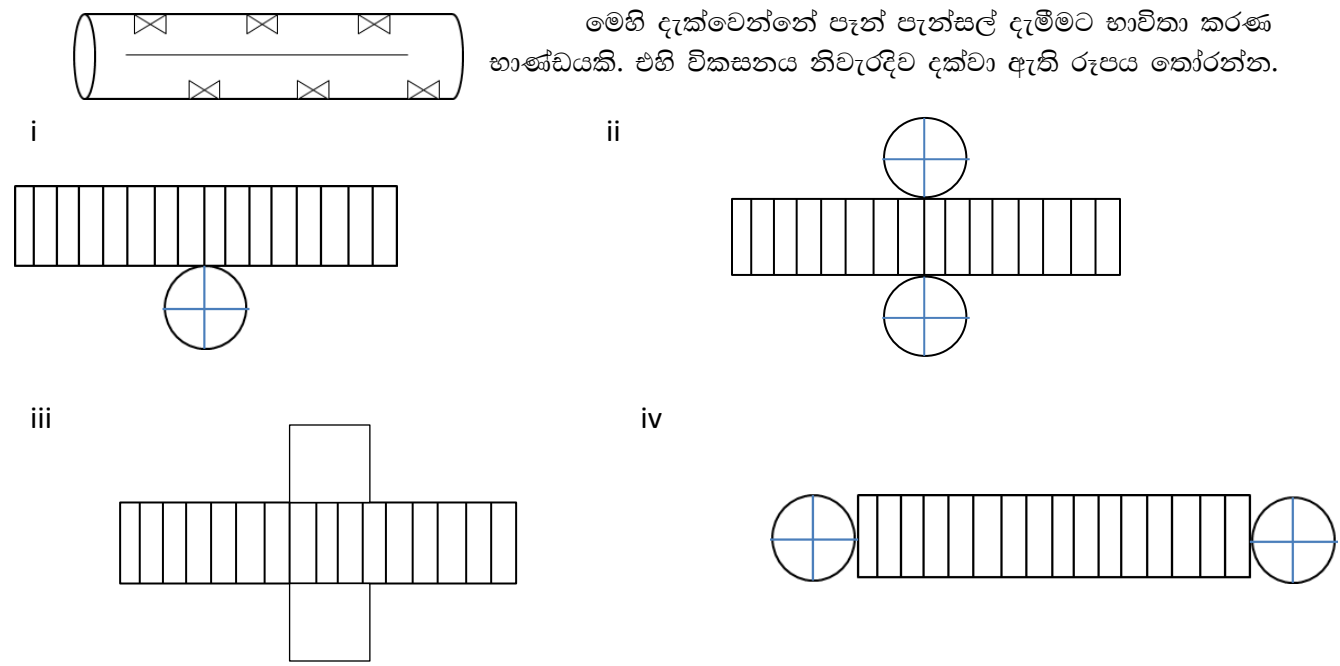 මෙහි දැක්වෙන්නේ පෑන් පැන්සල් දැමීමට භාවිතා කරණ
භාණ්ඩයකි. එහි විකසනය නිවැරදිව දක්වා ඇති රූපය තෝරන්න.
i
ii
iii
iv